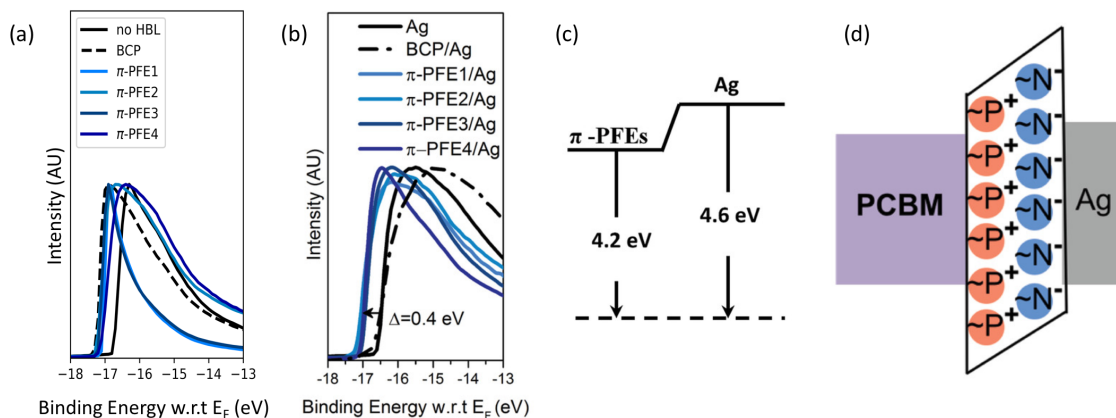 (a)
no HBL
BCP
π-PFE1
π-PFE2
π-PFE3
π-PFE4
Intensity (AU)
−18 −17 −16 −15 −14 −13
Binding Energy w.r.t E_F (eV)
(b)
Ag
BCP/Ag
π-PFE1/Ag
π-PFE2/Ag
π-PFE3/Ag
π−PFE4/Ag
Δ=0.4 eV
Intensity (AU)
-18 -17 -16 -15 -14 -13
Binding Energy w.r.t E_F (eV)
(c)
Ag
π -PFEs
4.6 eV
4.2 eV
(d)
PCBM
~P+
~P+
~P+
~P+
~P+
~P+
~N-
~N-
~N-
~N-
~N-
~N-
Ag